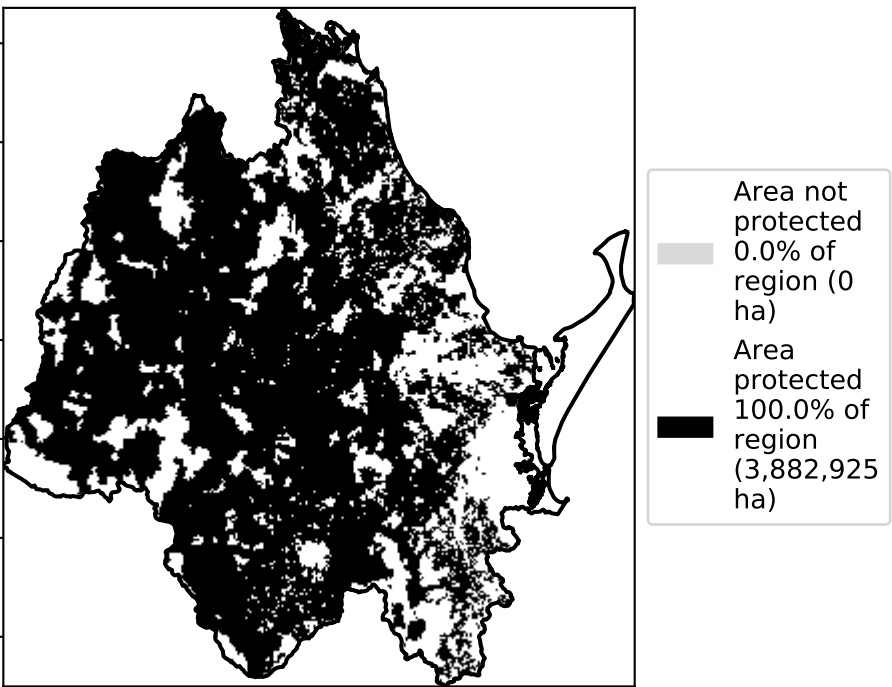 Area not
protected
0.0% of
region (0
ha)
Area
protected
100.0% of
region
(3,882,925
ha)